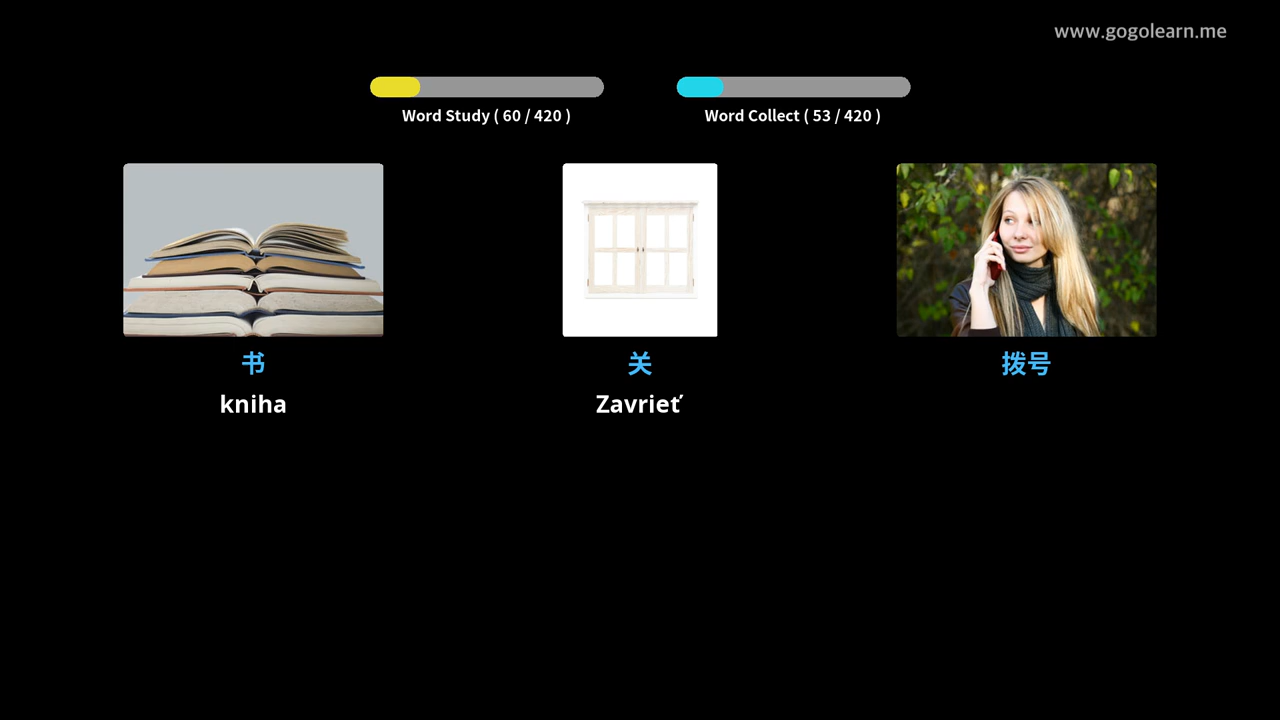 www.gogolearn.me
Word Study ( 60 / 420 )
Word Collect ( 53 / 420 )
书
关
拨号
kniha
Zavrieť